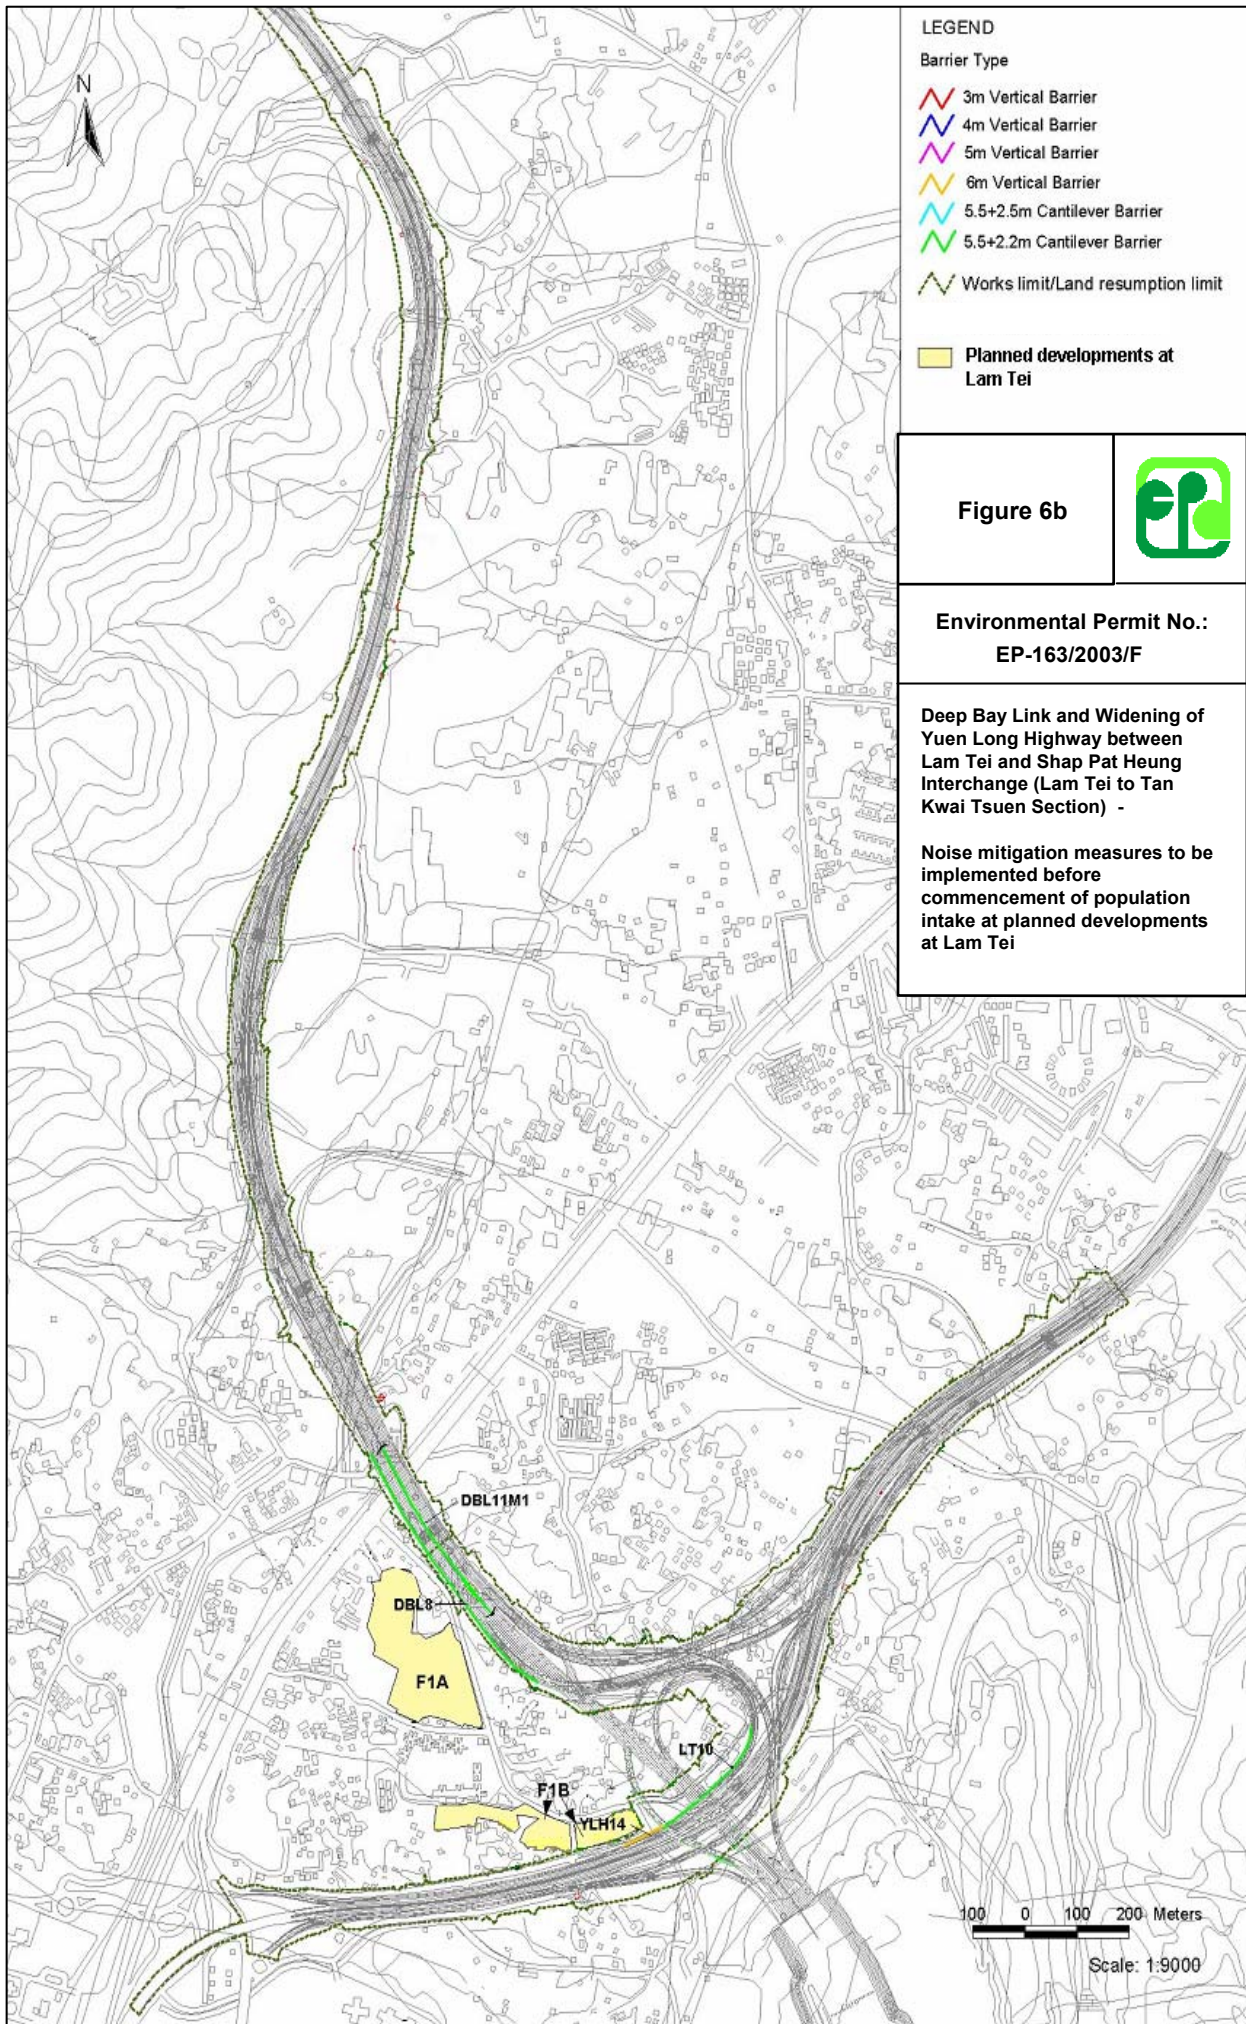 LEGEND
Barrier Type
3m Vertical Barrier
4m Vertical Barrier
5m Vertical Barrier
6m Vertical Barrier
5.5+2.5m Cantilever Barrier
5.5+2.2m Cantilever Barrier
Works limit/Land resumption limit
Planned developments at
Lam Tei
N
Figure 6b
Environmental Permit No.:
EP-163/2003/F
Deep Bay Link and Widening of
Yuen Long Highway between
Lam Tei and Shap Pat Heung
Interchange (Lam Tei to Tan
Kwai Tsuen Section) -
Noise mitigation measures to be
implemented before
commencement of population
intake at planned developments
at Lam Tei
DBL11M1
DBL8
F1A
LT10
F1B
YLH14
100 0 100 200 Meters
Scale: 1:9000